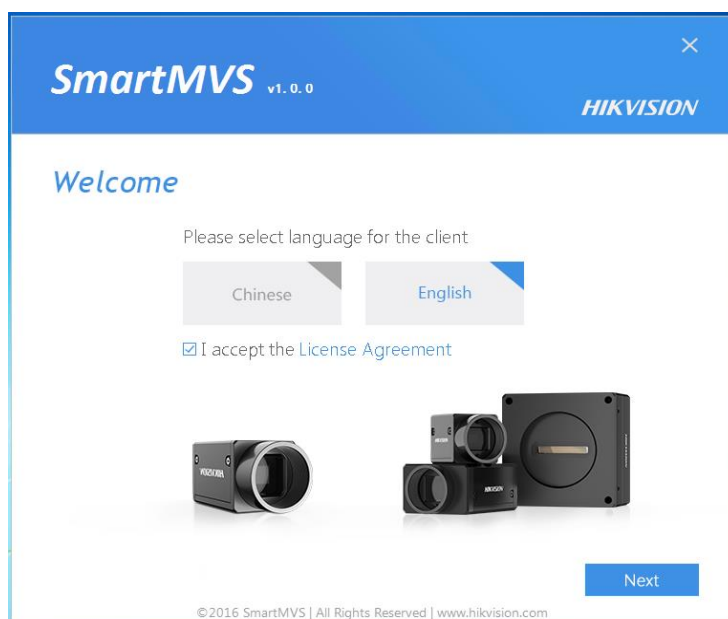 SmartMVS v1.0.0
HIKVISION
Welcome
Please select language for the client
Chinese English
I accept the License Agreement
HIKVISION
HIKVISION
Next
©2016 SmartMVS | All Rights Reserved | www.hikvision.com